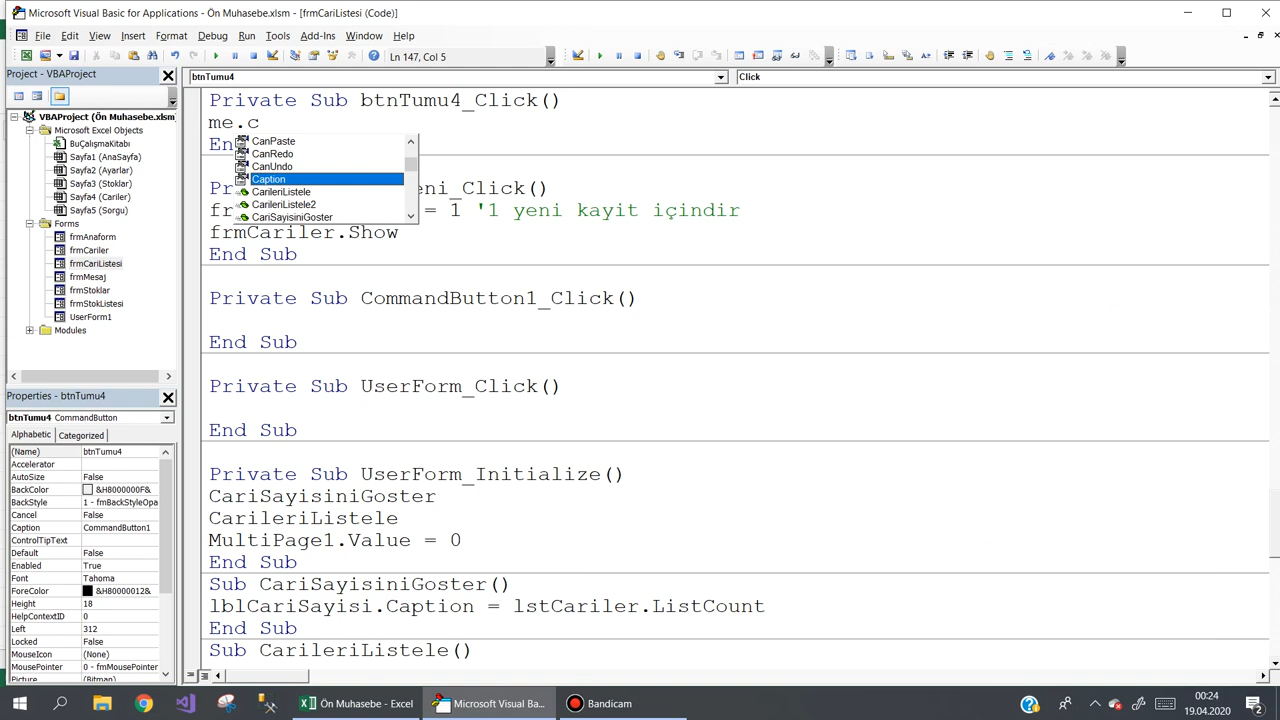 Microsoft Visual Basic for Applications - Ön Muhasebe.xlsm - [frmCariListesi (Code)]
File Edit View Insert Format Debug Run Tools Add-Ins Window Help
Ln 147, Col 5
Project - VBAProject
btnTumu4 Click
VBAProject (Ön Muhasebe.xlsm)
Microsoft Excel Objects
BuÇalışmaKitabı
Sayfa1 (AnaSayfa)
Sayfa2 (Ayarlar)
Sayfa3 (Stoklar)
Sayfa4 (Cariler)
Sayfa5 (Sorgu)
Forms
frmAnaform
frmCariler
frmCariListesi
frmMesaj
frmStoklar
frmStokListesi
UserForm1
Modules
Properties - btnTumu4
btnTumu4 CommandButton
Alphabetic Categorized
(Name) btnTumu4
Accelerator
AutoSize False
BackColor &H8000000F&
BackStyle 1 - fmBackStyleOpa
Cancel False
Caption CommandButton1
ControlTipText
Default False
Enabled True
Font Tahoma
ForeColor &H80000012&
Height 18
HelpContextID 0
Left 312
Locked False
MouseIcon (None)
MousePointer 0 - fmMousePointer
Picture (Bitmap)
Private Sub btnTumu4_Click()
me.c
En
CanPaste
CanRedo
CanUndo
Caption
CarileriListele
CarileriListele2
CariSayisiniGoster
Pr eni_Click()
fr = 1 '1 yeni kayit içindir
frmCariler.Show
End Sub
Private Sub CommandButton1_Click()
End Sub
Private Sub UserForm_Click()
End Sub
Private Sub UserForm_Initialize()
CariSayisiniGoster
CarileriListele
MultiPage1.Value = 0
End Sub
Sub CariSayisiniGoster()
lblCariSayisi.Caption = lstCariler.ListCount
End Sub
Sub CarileriListele()
Ön Muhasebe - Excel
Microsoft Visual Ba...
Bandicam
00:24
19.04.2020
2